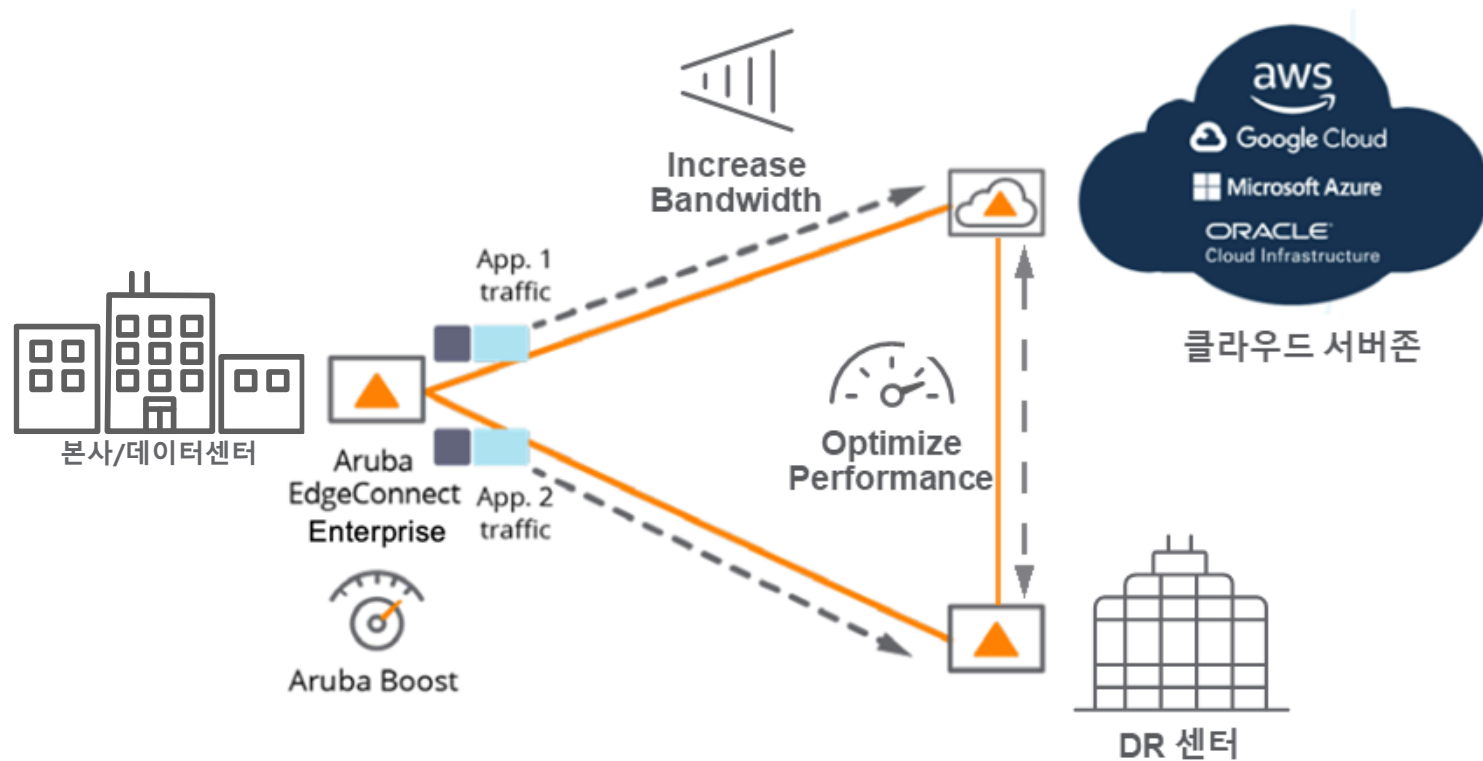 Increase
Bandwidth
aws
Google Cloud
Microsoft Azure
ORACLE
Cloud Infrastructure
클라우드 서버존
App. 1
traffic
본사/데이터센터
Aruba
EdgeConnect
Enterprise
App. 2
traffic
Optimize
Performance
Aruba Boost
DR 센터